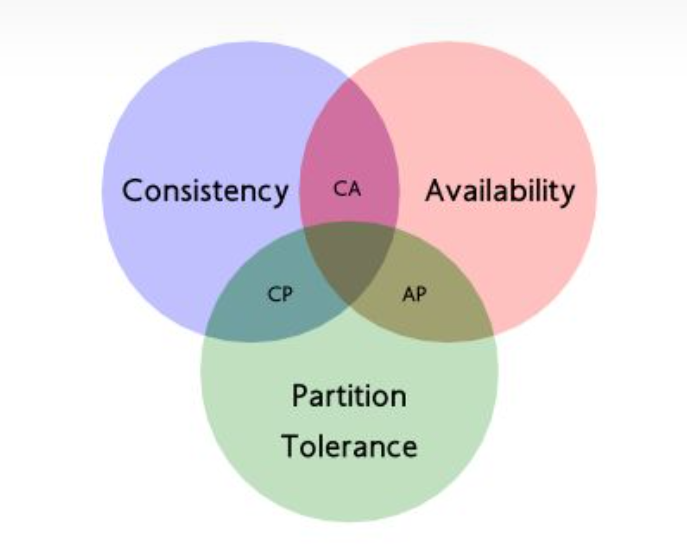 Consistency
CA
Availability
CP
AP
Partition
Tolerance